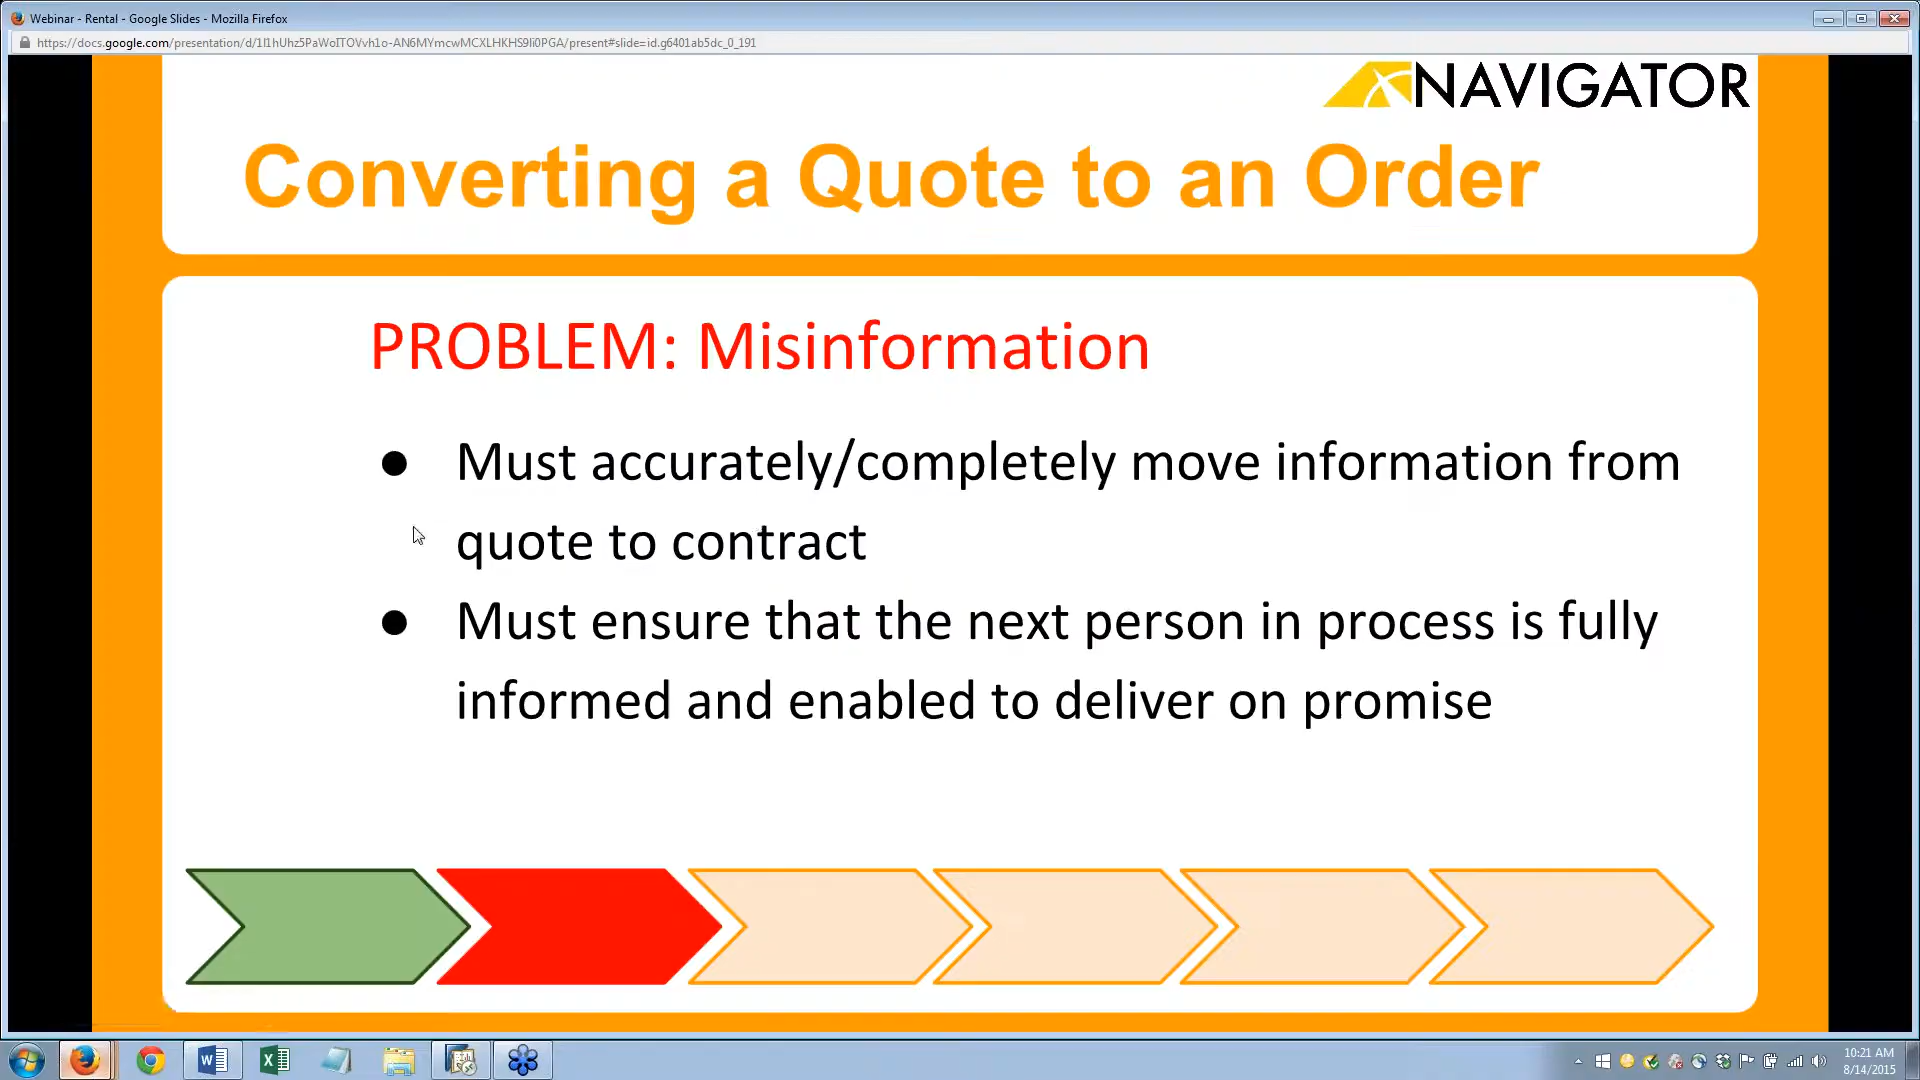 Webinar - Rental - Google Slides - Mozilla Firefox
https://docs.google.com/presentation/d/1I1hUhz5PaWoITOVvh1o-AN6MYmcwMCXLHKHS9Ii0PGA/present#slide=id.g6401ab5dc_0_191
NAVIGATOR
Converting a Quote to an Order
PROBLEM: Misinformation
● Must accurately/completely move information from
quote to contract
● Must ensure that the next person in process is fully
informed and enabled to deliver on promise
10:21 AM
8/14/2015